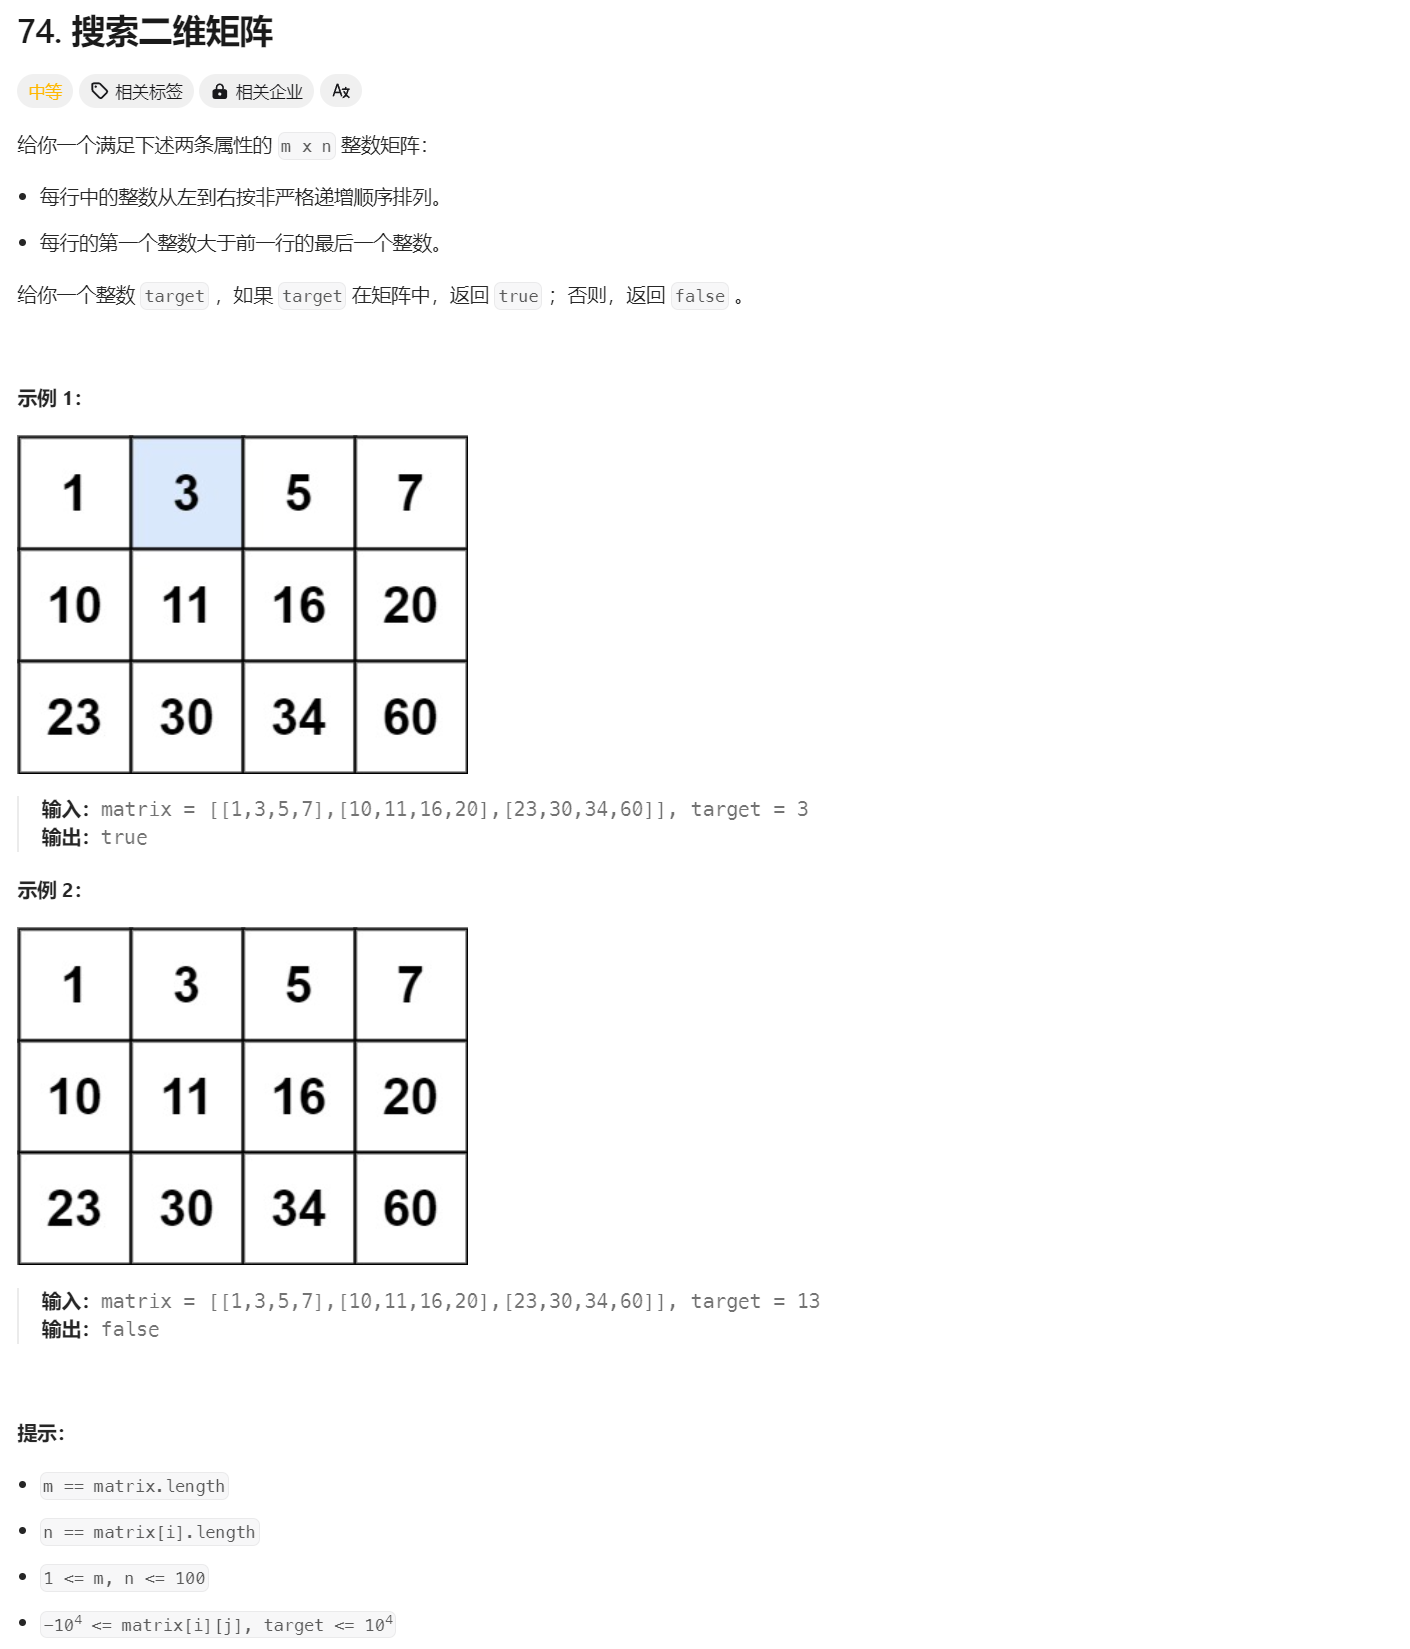 74. 搜索二维矩阵
中等 相关标签 相关企业
给你一个满足下述两条属性的 m x n 整数矩阵：
每行中的整数从左到右按非严格递增顺序排列。
每行的第一个整数大于前一行的最后一个整数。
给你一个整数 target ，如果 target 在矩阵中，返回 true ；否则，返回 false 。
示例 1：
1 3 5 7
10 11 16 20
23 30 34 60
输入：matrix = [[1,3,5,7],[10,11,16,20],[23,30,34,60]], target = 3
输出：true
示例 2：
1 3 5 7
10 11 16 20
23 30 34 60
输入：matrix = [[1,3,5,7],[10,11,16,20],[23,30,34,60]], target = 13
输出：false
提示：
m == matrix.length
n == matrix[i].length
1 <= m, n <= 100
-10⁴ <= matrix[i][j], target <= 10⁴